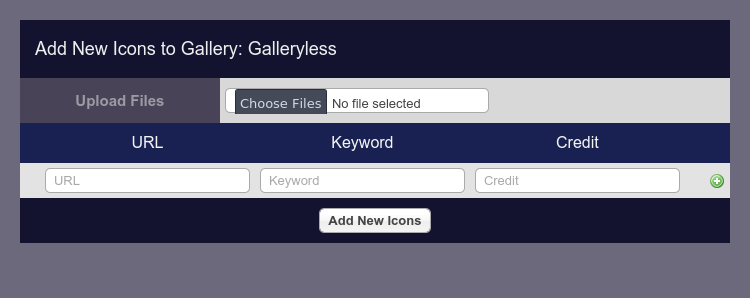 Add New Icons to Gallery: Galleryless
Upload Files Choose Files No file selected
URL Keyword Credit
URL Keyword Credit
Add New Icons